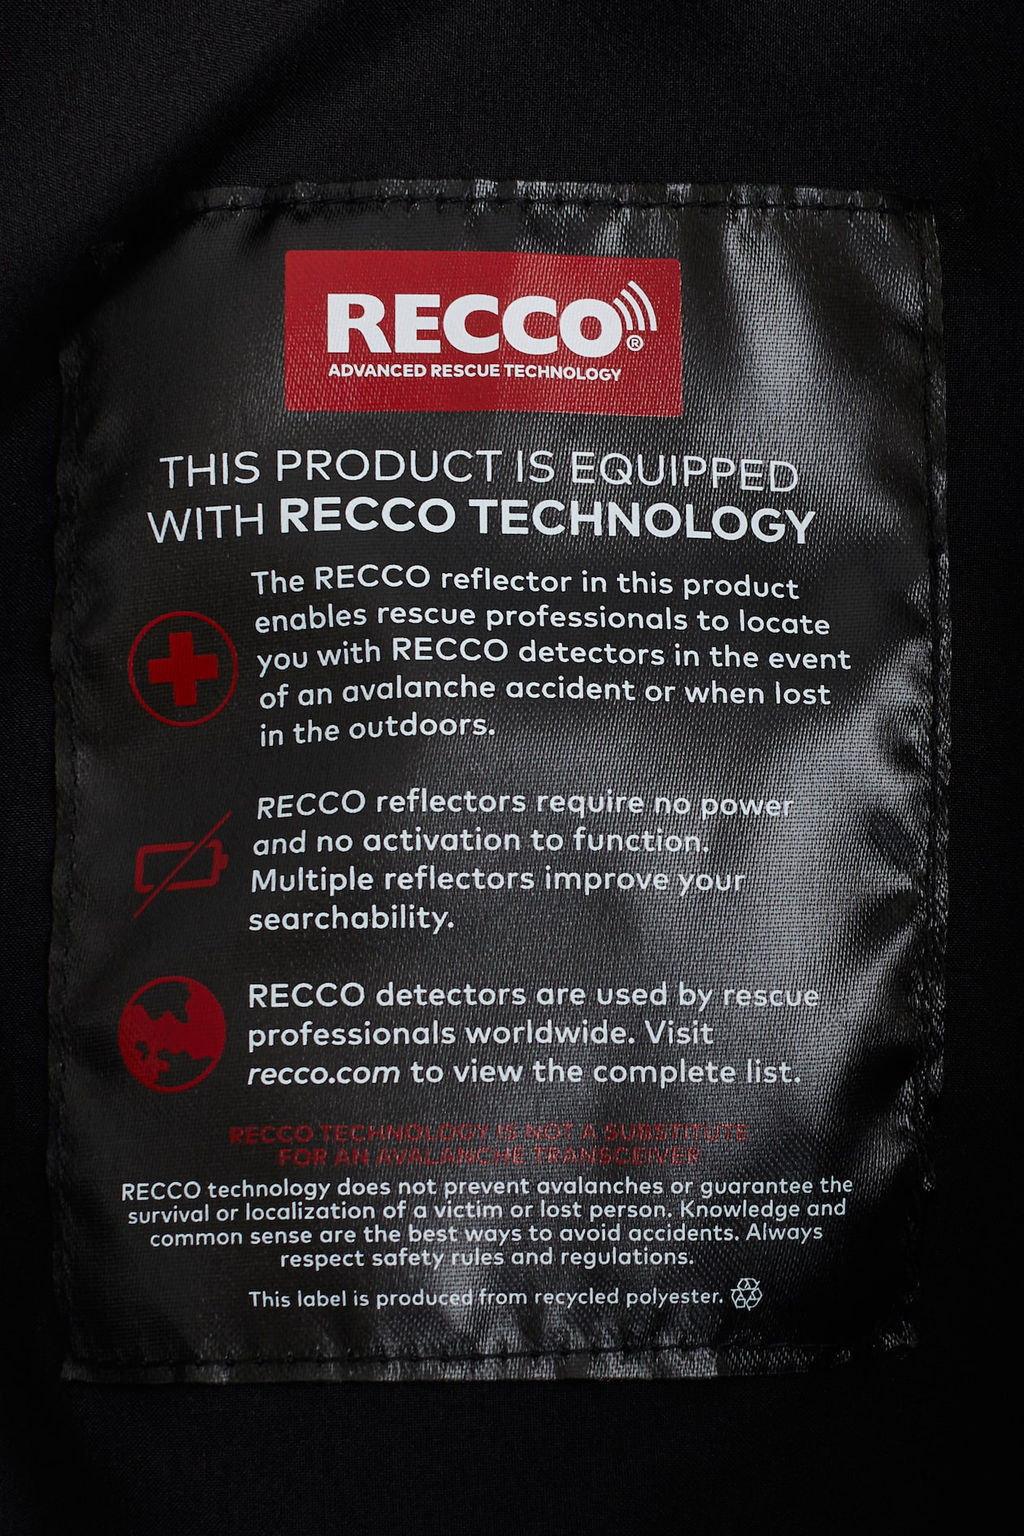 RECCO®
ADVANCED RESCUE TECHNOLOGY
THIS PRODUCT IS EQUIPPED
WITH RECCO TECHNOLOGY
The RECCO reflector in this product
enables rescue professionals to locate
you with RECCO detectors in the event
of an avalanche accident or when lost
in the outdoors.
RECCO reflectors require no power
and no activation to function.
Multiple reflectors improve your
searchability.
RECCO detectors are used by rescue
professionals worldwide. Visit
recco.com to view the complete list.
RECCO TECHNOLOGY IS NOT A SUBSTITUTE
FOR AN AVALANCHE TRANSCEIVER
RECCO technology does not prevent avalanches or guarantee the
survival or localization of a victim or lost person. Knowledge and
common sense are the best ways to avoid accidents. Always
respect safety rules and regulations.
This label is produced from recycled polyester.